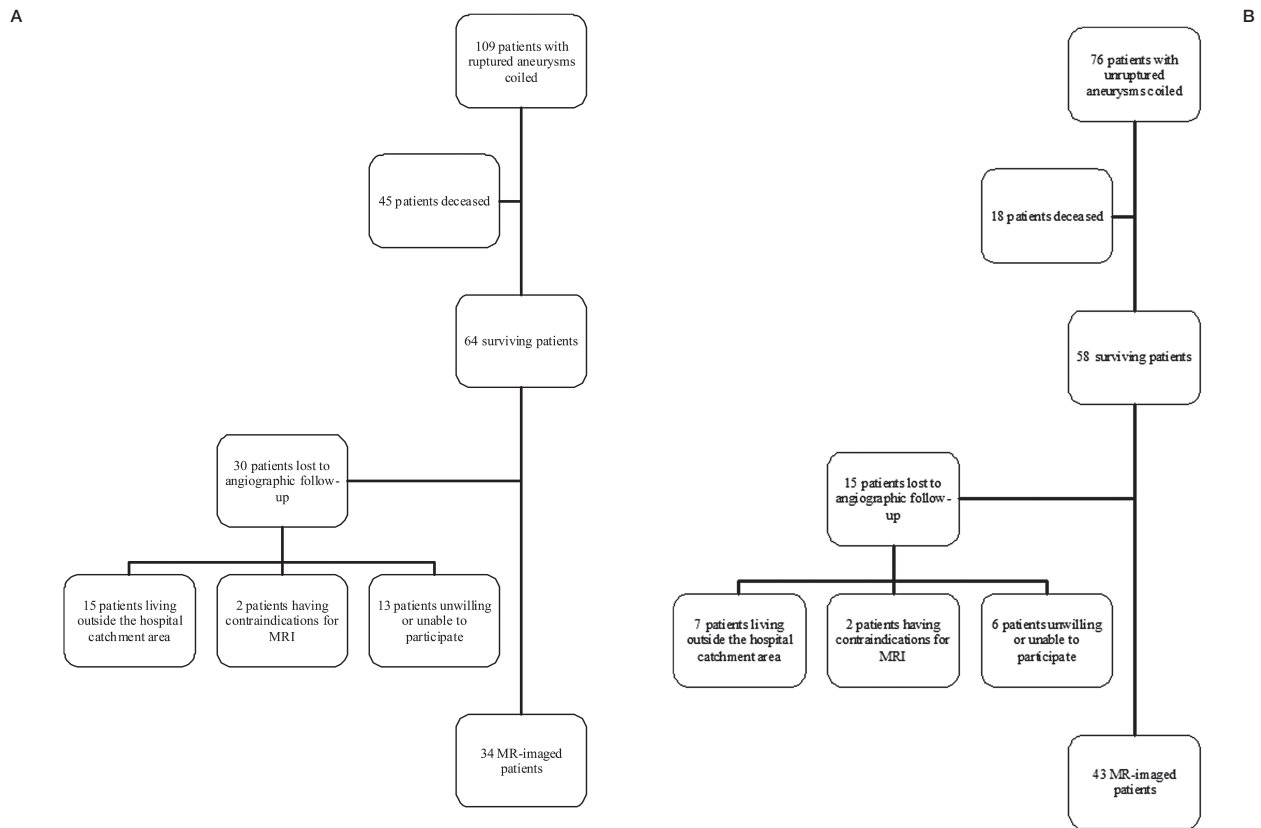 A
109 patients with
ruptured aneurysms
coiled
45 patients deceased
64 surviving patients
30 patients lost to
angiographic follow-
up
15 patients living
outside the hospital
catchment area
2 patients having
contraindications for
MRI
13 patients unwilling
or unable to
participate
34 MR-imaged
patients
B
76 patients with
unruptured
aneurysms coiled
18 patients deceased
58 surviving patients
15 patients lost to
angiographic follow-
up
7 patients living
outside the hospital
catchment area
2 patients having
contraindications for
MRI
6 patients unwilling
or unable to
participate
43 MR-imaged
patients